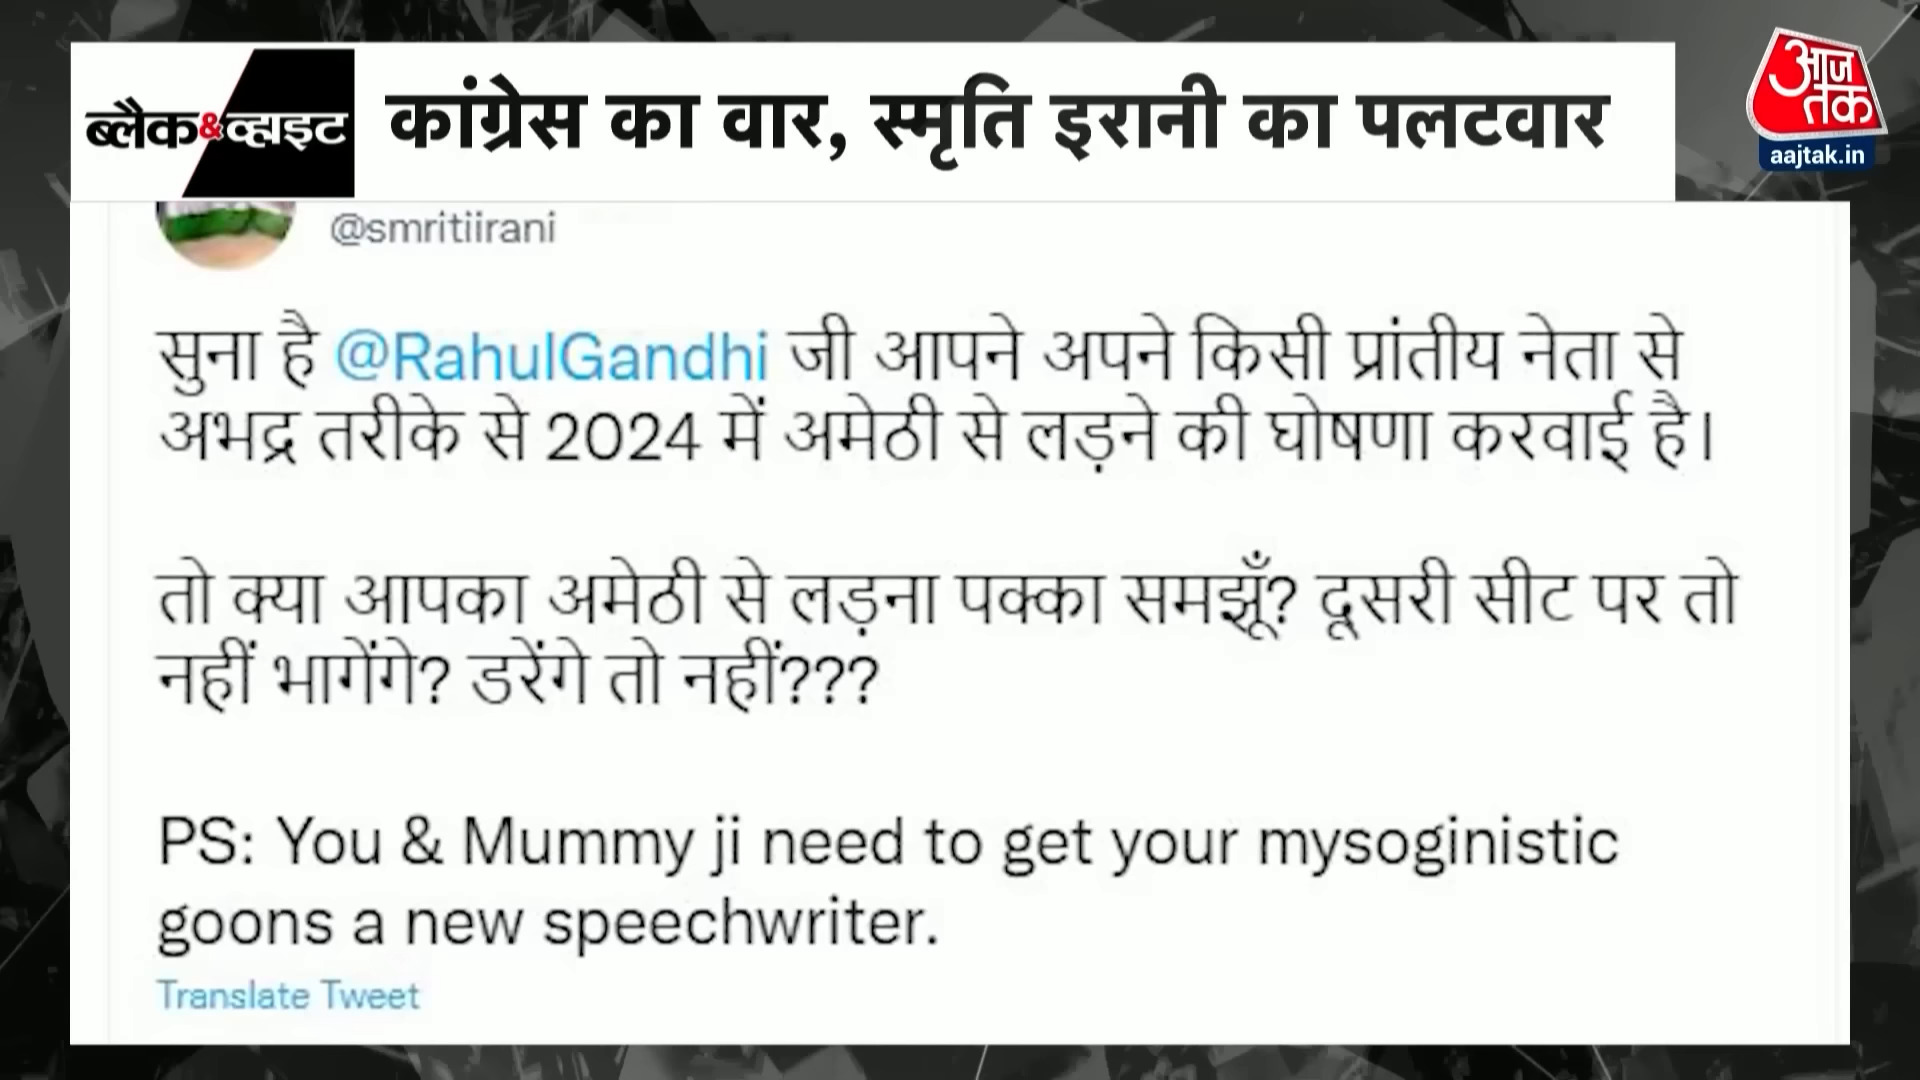 ब्लैक&व्हाइट
कांग्रेस का वार, स्मृति इरानी का पलटवार
आज तक
aajtak.in
@smritiirani
सुना है @RahulGandhi जी आपने अपने किसी प्रांतीय नेता से
अभद्र तरीके से 2024 में अमेठी से लड़ने की घोषणा करवाई है।
तो क्या आपका अमेठी से लड़ना पक्का समझूँ? दूसरी सीट पर तो
नहीं भागेंगे? डरेंगे तो नहीं???
PS: You & Mummy ji need to get your mysoginistic
goons a new speechwriter.
Translate Tweet